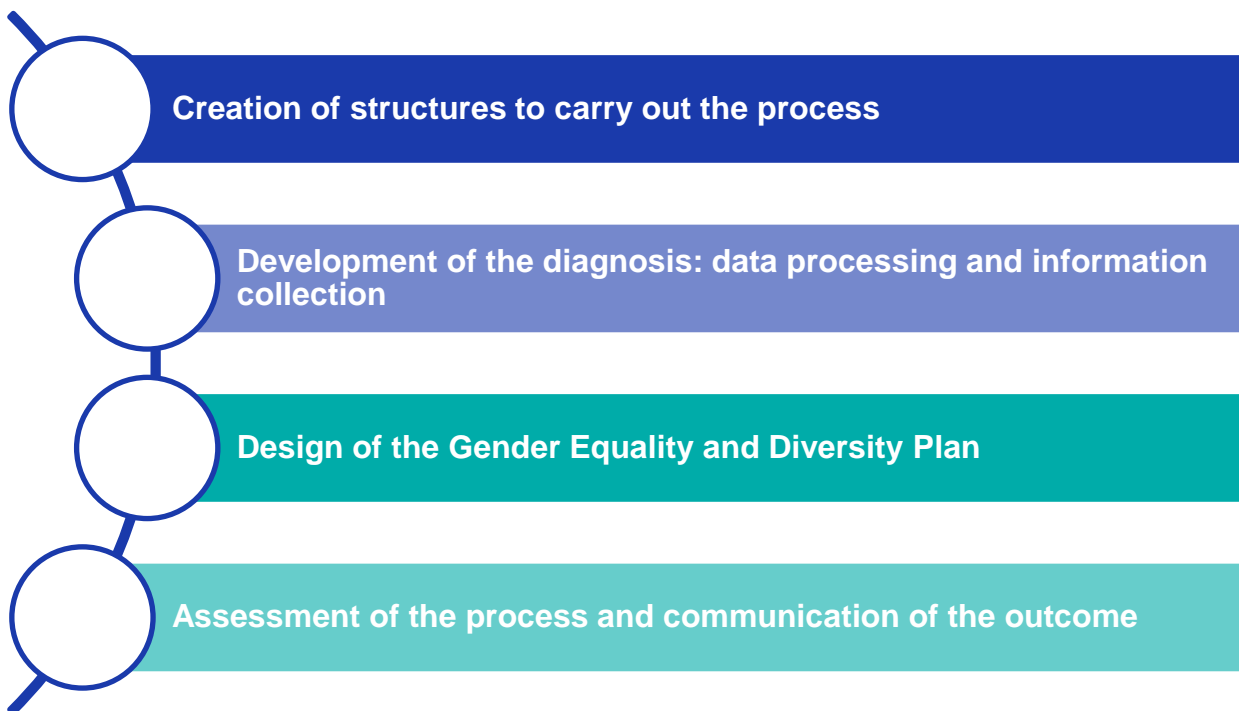 Creation of structures to carry out the process
Development of the diagnosis: data processing and information
collection
Design of the Gender Equality and Diversity Plan
Assessment of the process and communication of the outcome